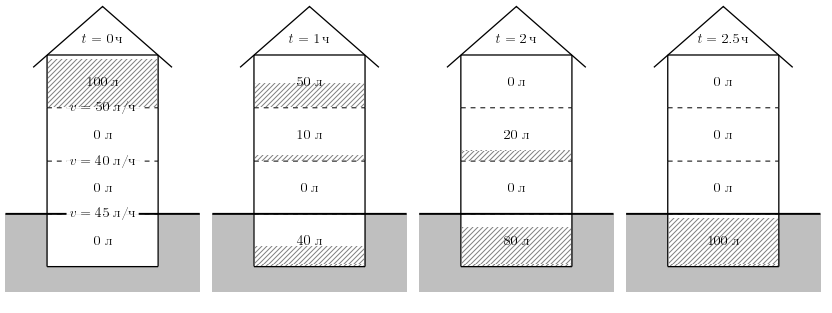 t = 0 ч
100 л
v = 50 л/ч
0 л
v = 40 л/ч
0 л
v = 45 л/ч
0 л
t = 1 ч
50 л
10 л
0 л
40 л
t = 2 ч
0 л
20 л
0 л
80 л
t = 2.5 ч
0 л
0 л
0 л
100 л